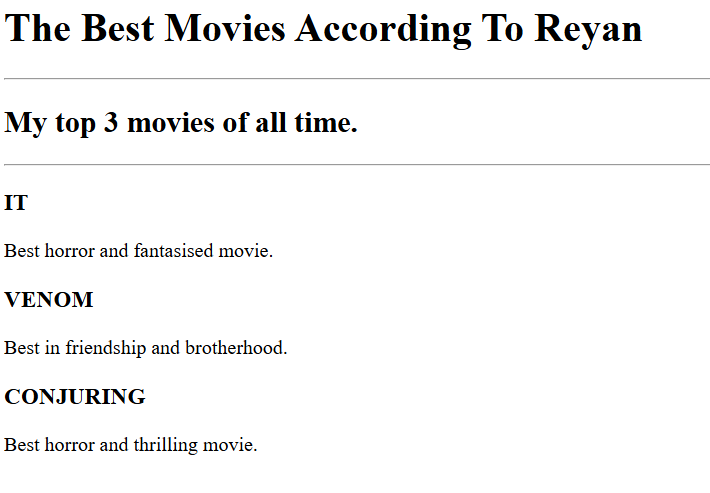 The Best Movies According To Reyan
My top 3 movies of all time.
IT
Best horror and fantasised movie.
VENOM
Best in friendship and brotherhood.
CONJURING
Best horror and thrilling movie.